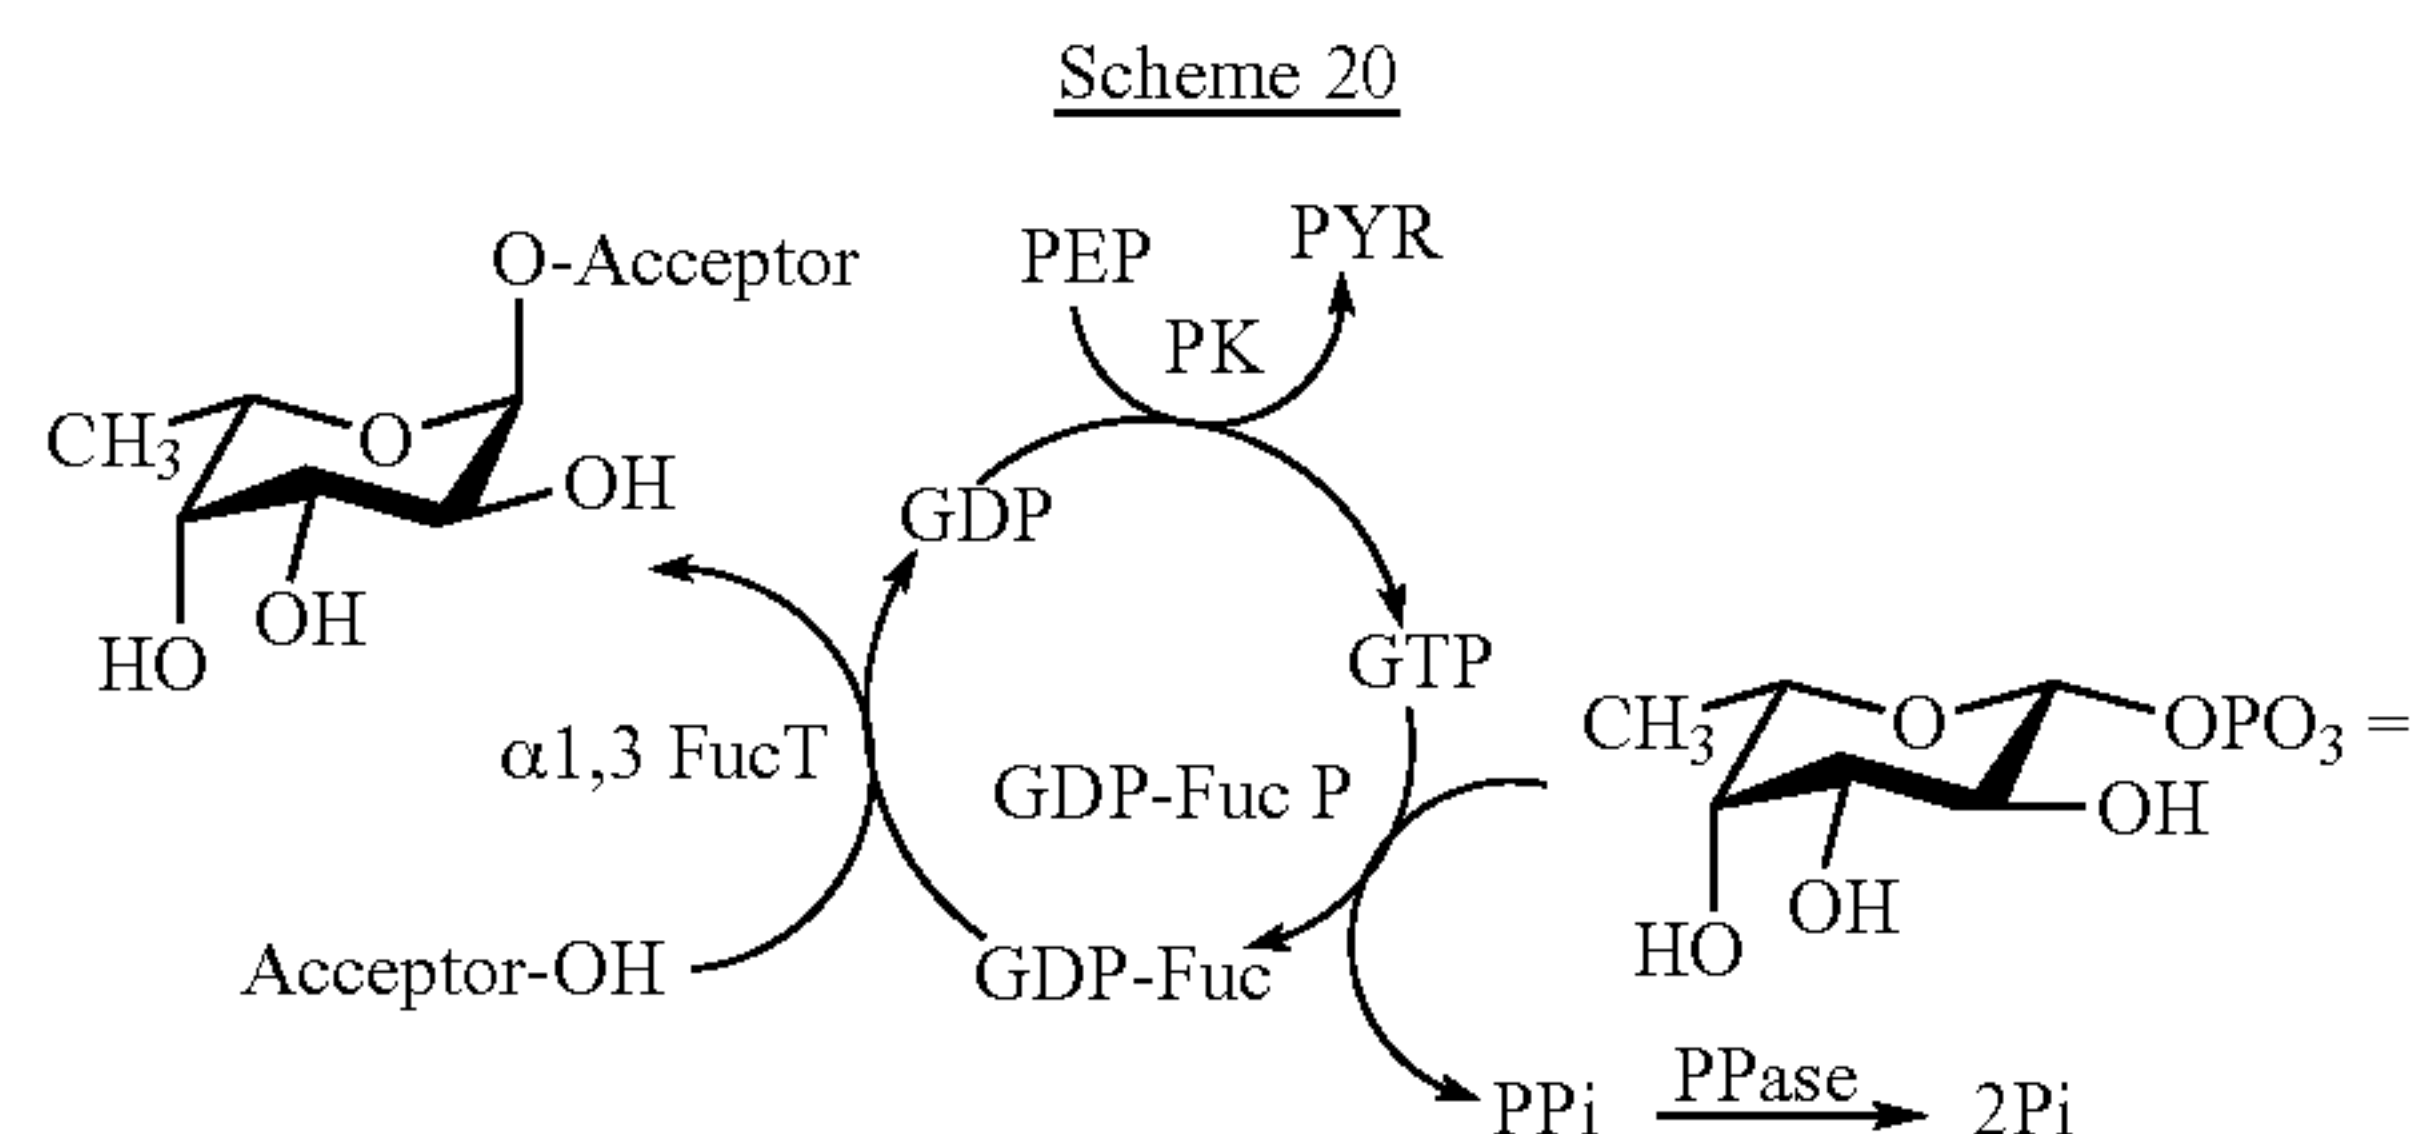 Scheme 20
O-Acceptor
PEP
PYR
PK
CH3
O
OH
GDP
OH
HO
GTP
α1,3 FucT
GDP-Fuc P
CH3
O
OPO3 =
OH
OH
HO
Acceptor-OH
GDP-Fuc
PPi
PPase
2Pi